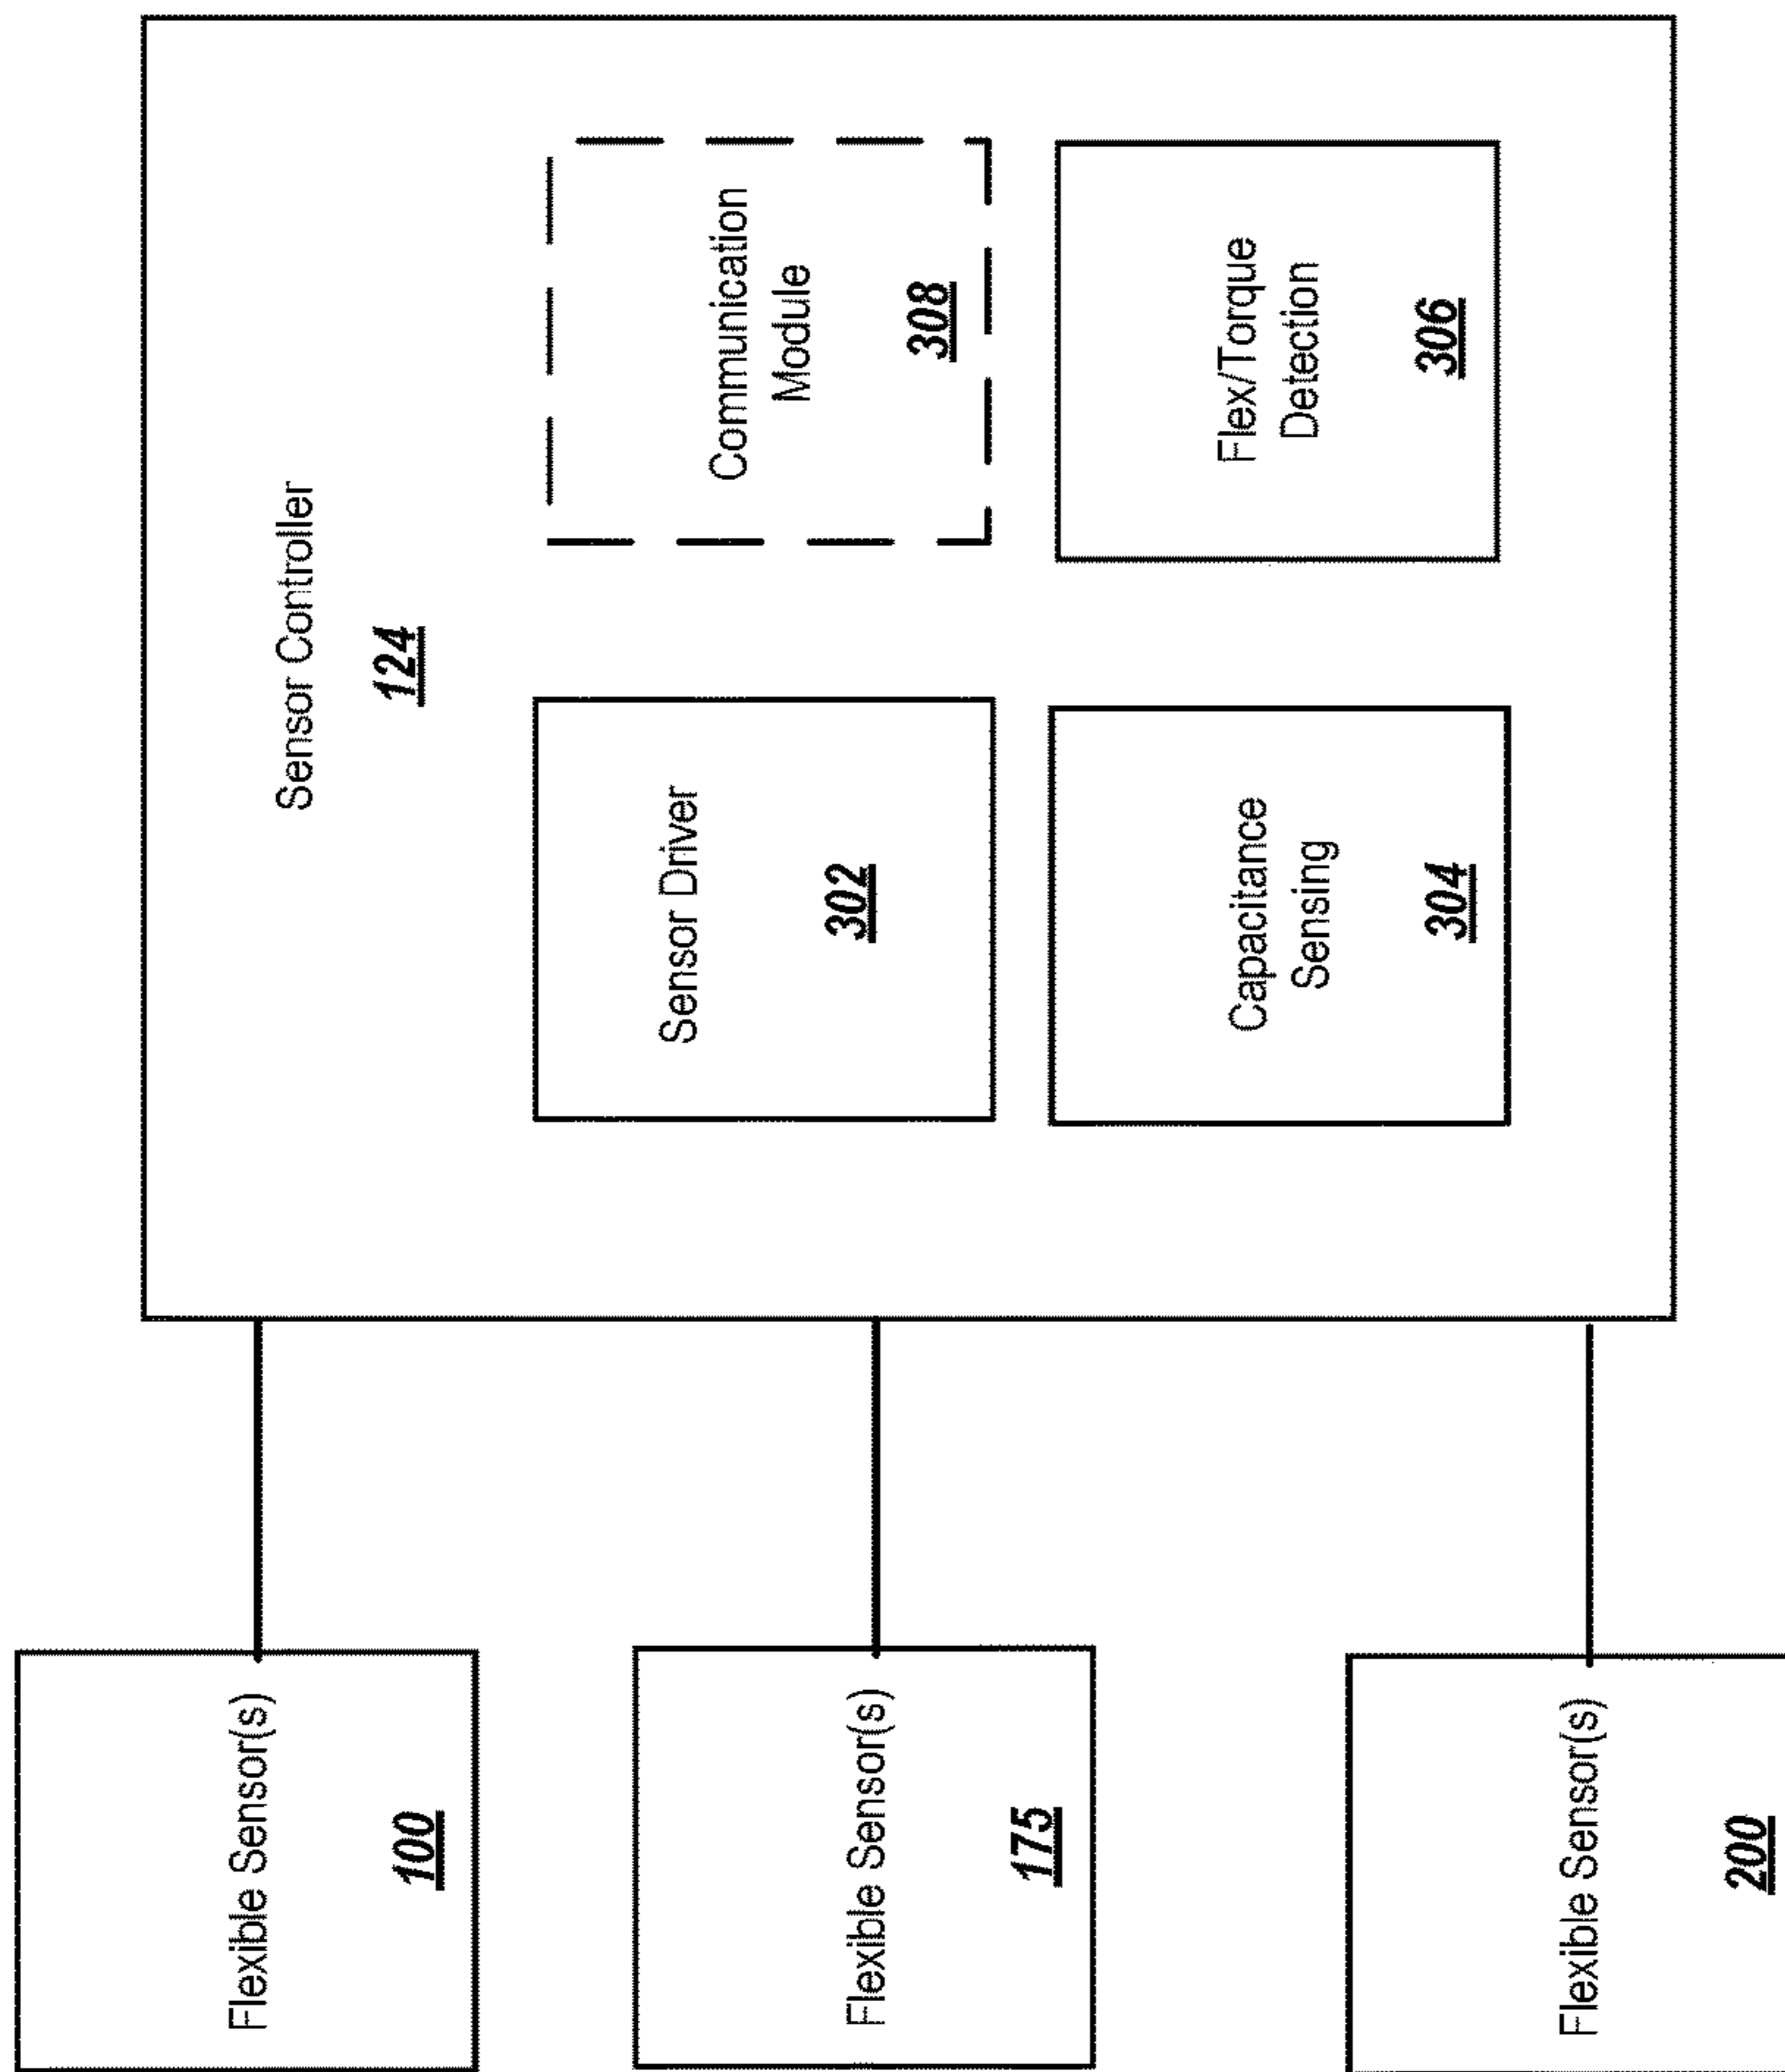 Sensor Controller
124
Sensor Driver
302
Communication
Module
308
Capacitance
Sensing
304
Flex/Torque
Detection
306
Flexible Sensor(s)
100
Flexible Sensor(s)
175
Flexible Sensor(s)
200